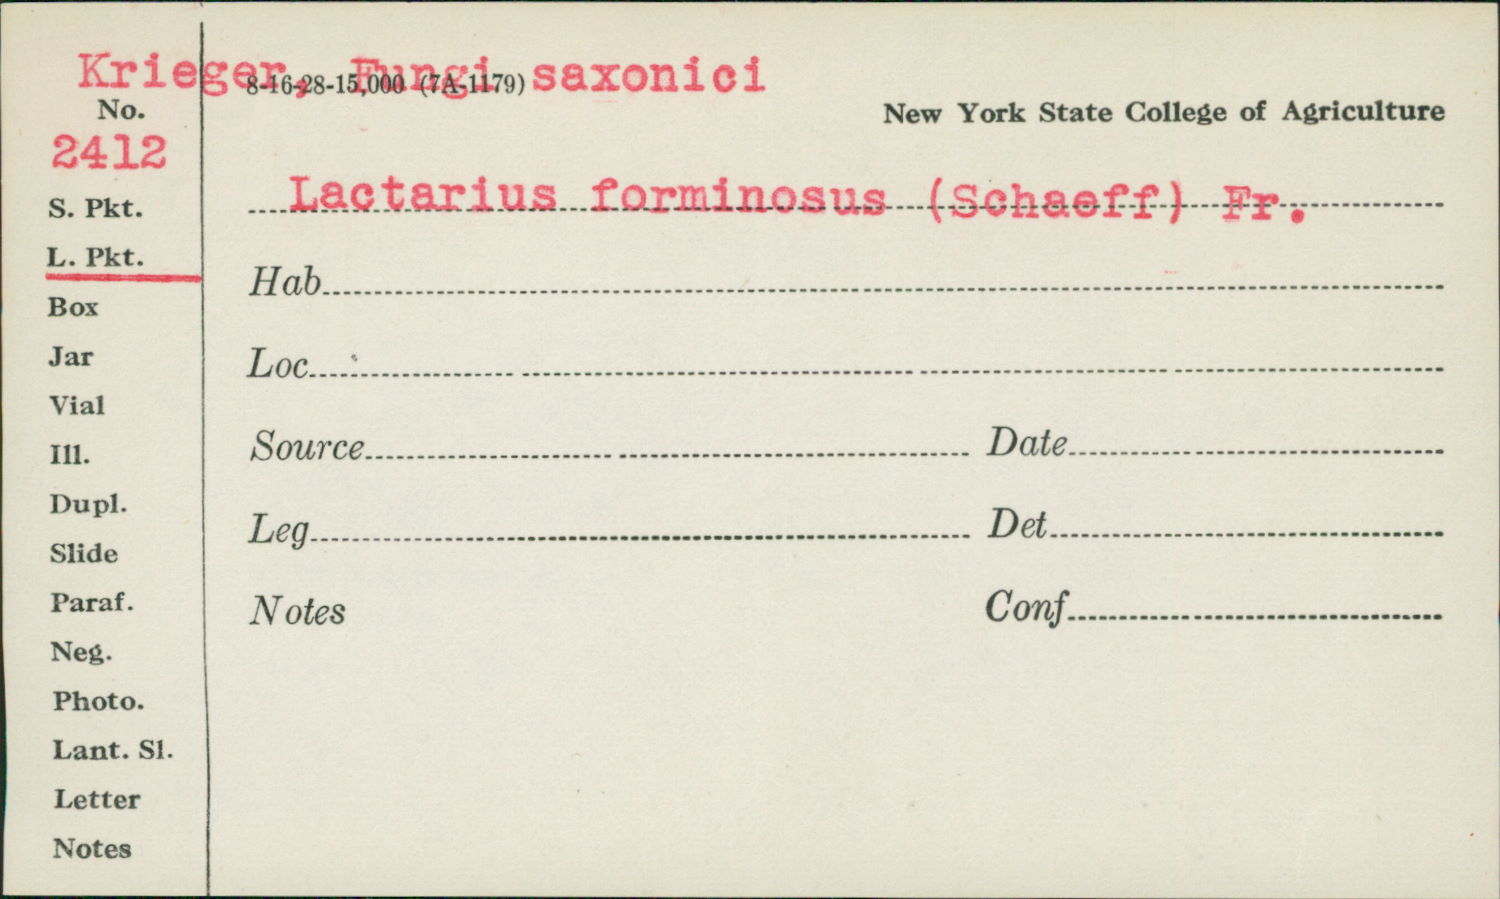 Krieger, Fungi saxonici
8-16-28-15,000 (7A-1179)
No.
New York State College of Agriculture
2412
Lactarius forminosus (Schaeff) Fr.
S. Pkt.
L. Pkt.
Hab
Box
Loc
Jar
Vial
Source
Date
Ill.
Dupl.
Leg
Det
Slide
Paraf.
Notes
Conf
Neg.
Photo.
Lant. Sl.
Letter
Notes